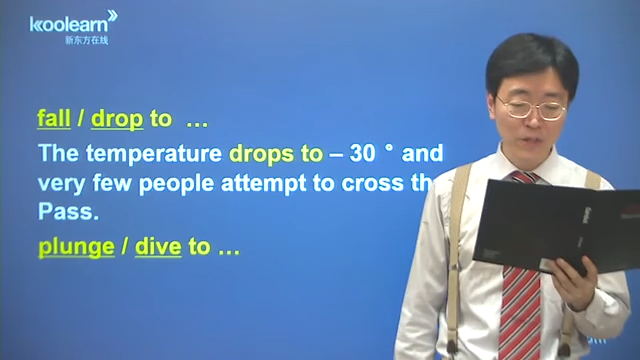 koolearn
新东方在线
fall / drop to …
The temperature drops to – 30 ° and
very few people attempt to cross th
Pass.
plunge / dive to …